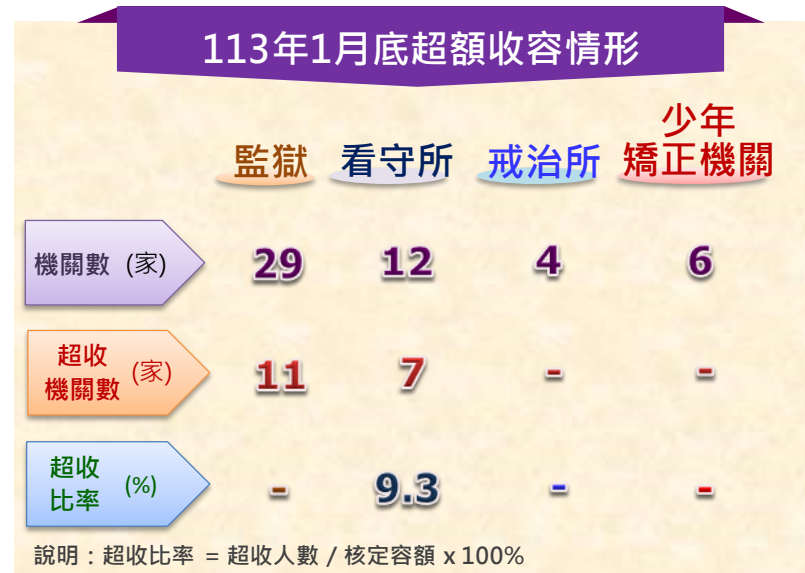 113年1月底超額收容情形
監獄 看守所 戒治所 少年
矯正機關
機關數 (家) 29 12 4 6
超收
機關數 (家) 11 7 - -
超收
比率 (%) - 9.3 - -
說明：超收比率 = 超收人數 / 核定容額 x 100%